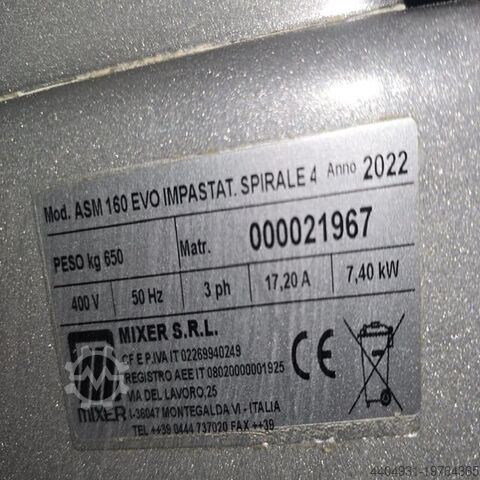 Mod. ASM 160 EVO IMPASTAT. SPIRALE 4 Anno 2022
PESO kg 650 Matr. 000021967
400 V 50 Hz 3 ph 17,20 A 7,40 kW
MIXER S.R.L.
CF E P.IVA IT 02269940249
REGISTRO AEE IT 08020000001925
VIA DEL LAVORO,25
I-36047 MONTEGALDA VI - ITALIA
TEL ++39 0444 737020 FAX ++39
MIXER
CE
4404931-19764365